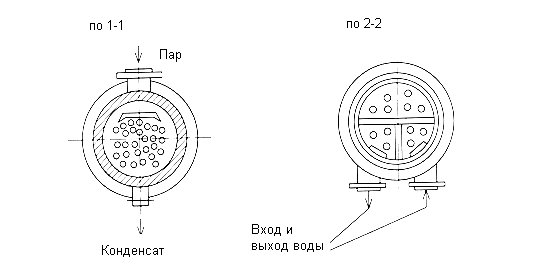 по 1-1
по 2-2
Пар
Вход и
выход воды
Конденсат